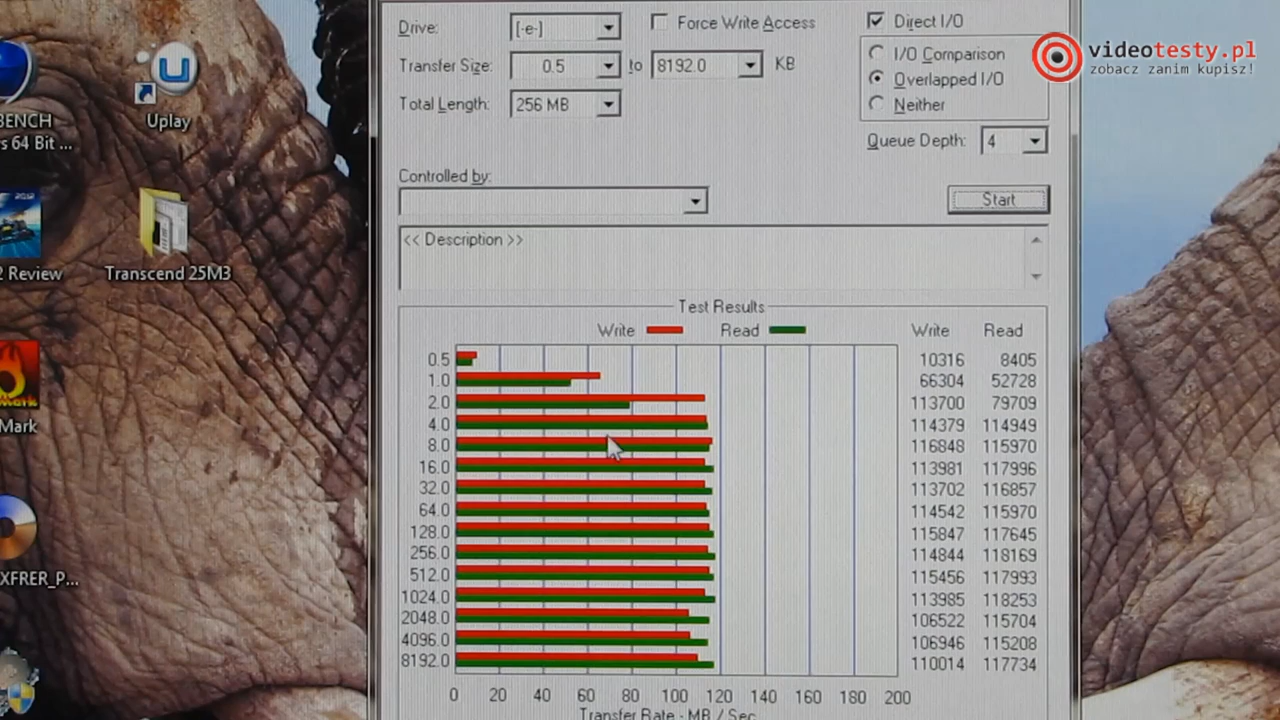 Drive: [-e-] Force Write Access Direct I/O
Transfer Size: 0.5 to 8192.0 KB
I/O Comparison
Overlapped I/O
Neither
Total Length: 256 MB
Queue Depth: 4
Controlled by:
Start
<< Description >>
Test Results
Write Read Write Read
0.5 10316 8405
1.0 66304 52728
2.0 113700 79709
4.0 114379 114949
8.0 116848 115970
16.0 113981 117996
32.0 113702 116857
64.0 114542 115970
128.0 115847 117645
256.0 114844 118169
512.0 115456 117993
1024.0 113985 118253
2048.0 106522 115704
4096.0 106946 115208
8192.0 110014 117734
0 20 40 60 80 100 120 140 160 180 200
Transfer Rate - MB / Sec
videotesty.pl
zobacz zanim kupisz!
BENCH
s 64 Bit ...
Uplay
2012
2 Review
Transcend 25M3
Mark
XFRER_P...